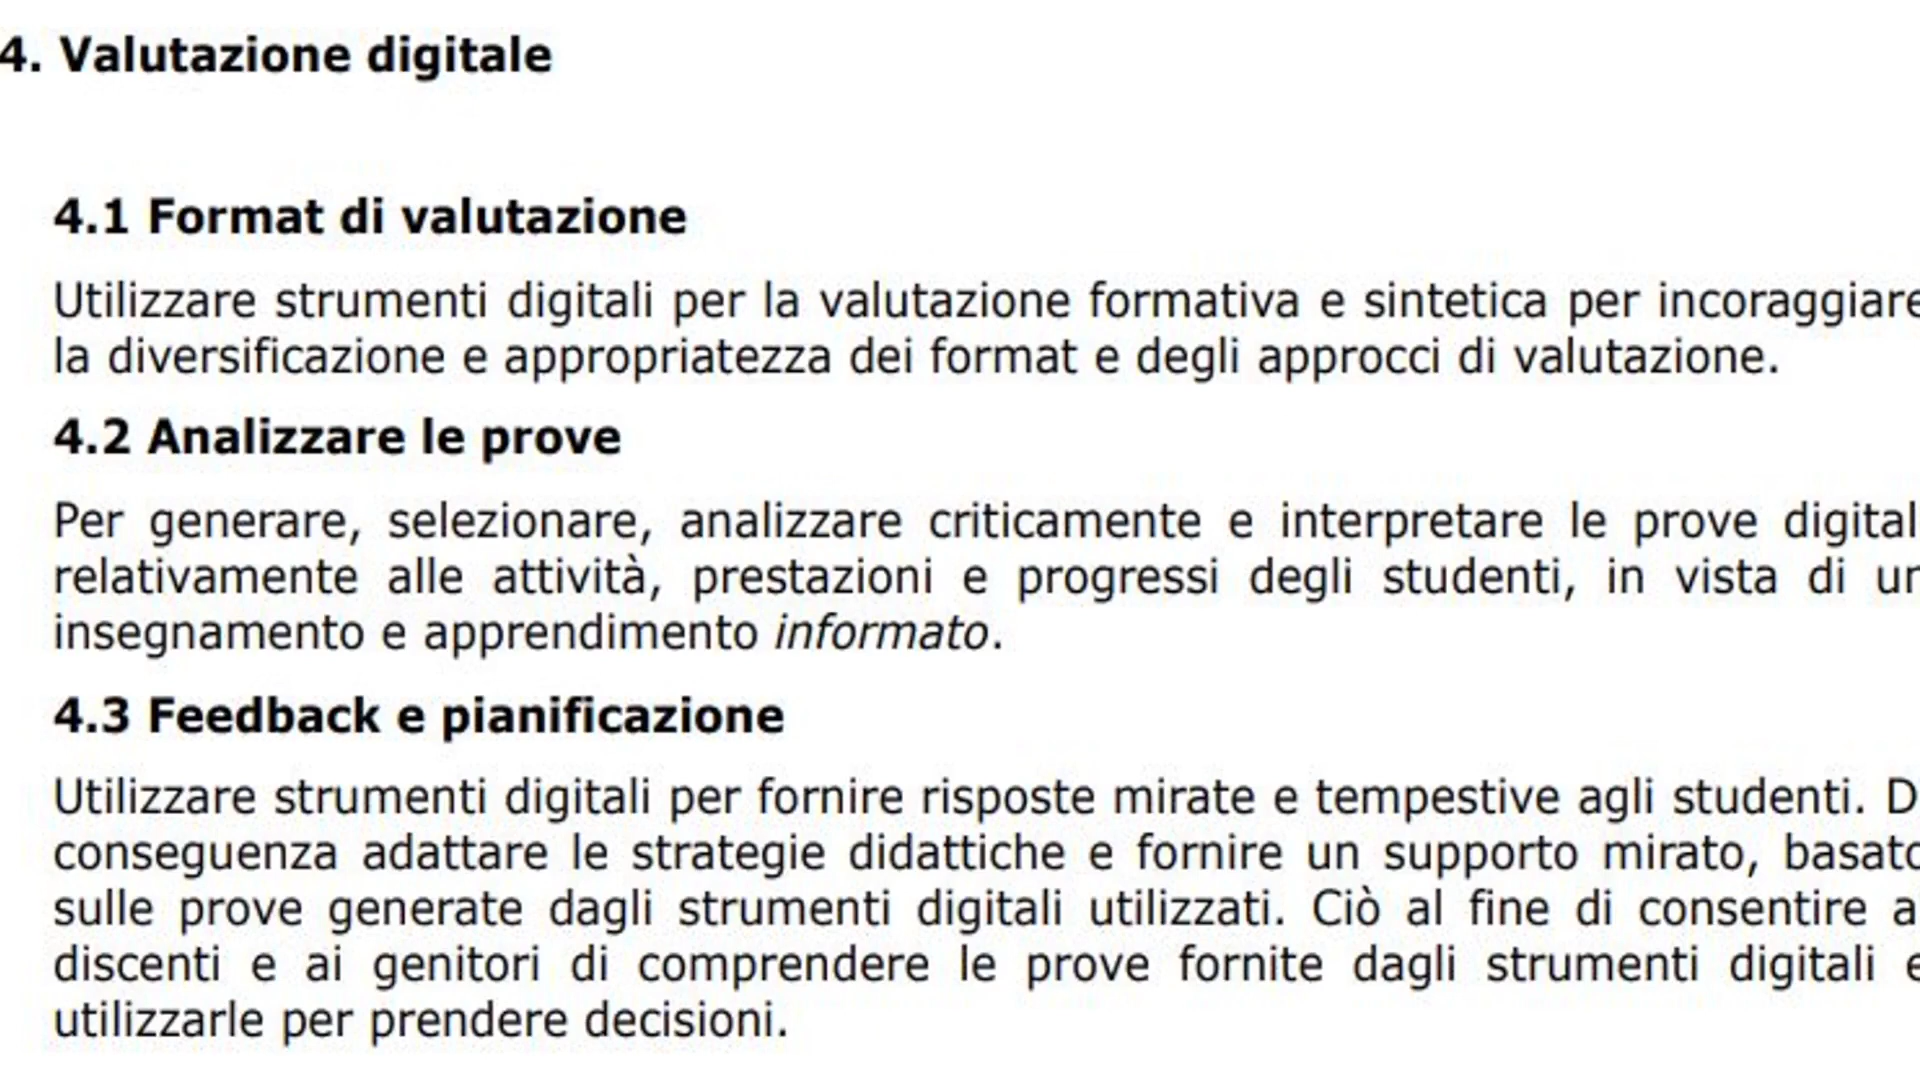 4. Valutazione digitale
4.1 Format di valutazione
Utilizzare strumenti digitali per la valutazione formativa e sintetica per incoraggiare
la diversificazione e appropriatezza dei format e degli approcci di valutazione.
4.2 Analizzare le prove
Per generare, selezionare, analizzare criticamente e interpretare le prove digital
relativamente alle attività, prestazioni e progressi degli studenti, in vista di un
insegnamento e apprendimento informato.
4.3 Feedback e pianificazione
Utilizzare strumenti digitali per fornire risposte mirate e tempestive agli studenti. D
conseguenza adattare le strategie didattiche e fornire un supporto mirato, basato
sulle prove generate dagli strumenti digitali utilizzati. Ciò al fine di consentire a
discenti e ai genitori di comprendere le prove fornite dagli strumenti digitali e
utilizzarle per prendere decisioni.